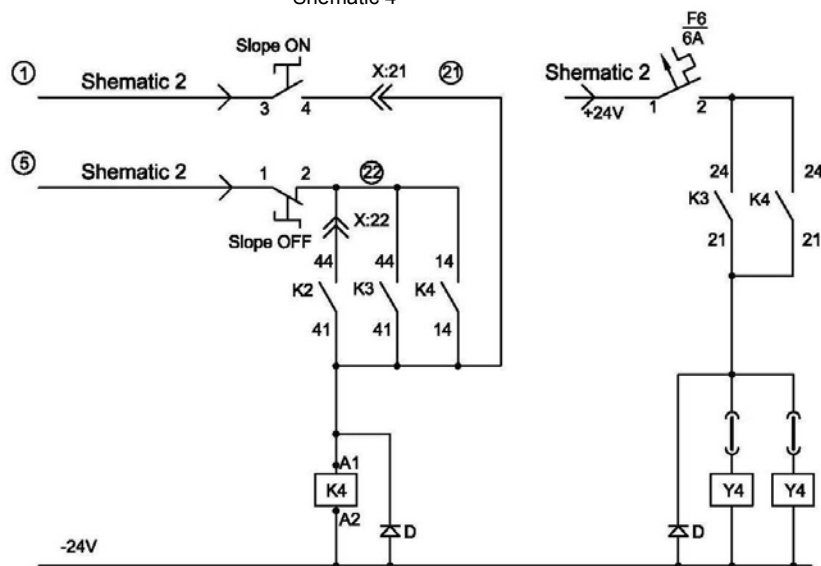 Shematic 4
Slope ON
F6
6A
1 Shematic 2 X:21 21 Shematic 2
3 4 +24V 1 2
5 Shematic 2 1 2 22
24 24
K3 K4
X:22
Slope OFF
21 21
44 44 14
K2 K3 K4
41 41 14
A1
K4 Y4 Y4
A2
D D
-24V